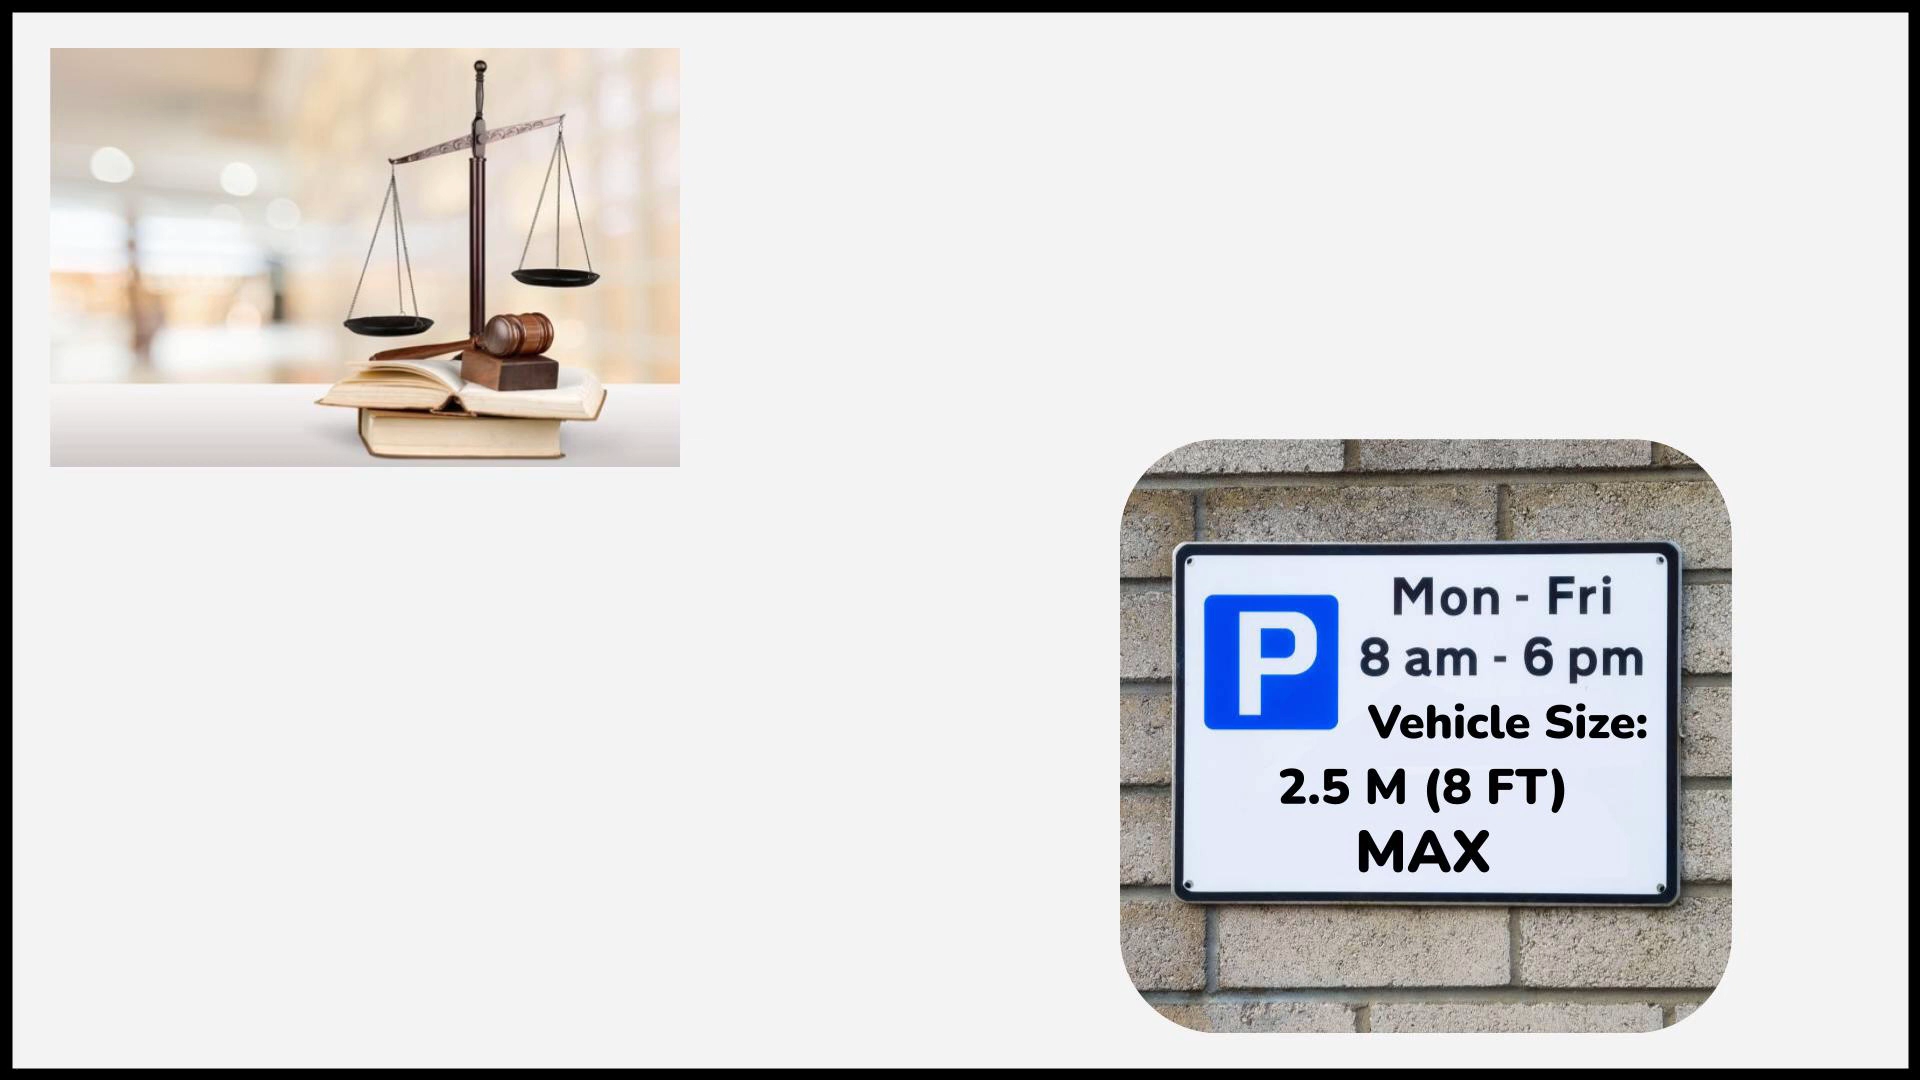 P
Mon - Fri
8 am - 6 pm
Vehicle Size:
2.5 M (8 FT)
MAX